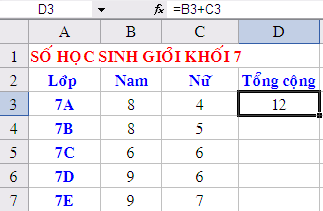 D3 fx =B3+C3
A B C D
1 SỐ HỌC SINH GIỎI KHỐI 7
2 Lớp Nam Nữ Tổng cộng
3 7A 8 4 12
4 7B 8 5
5 7C 6 6
6 7D 9 6
7 7E 9 7